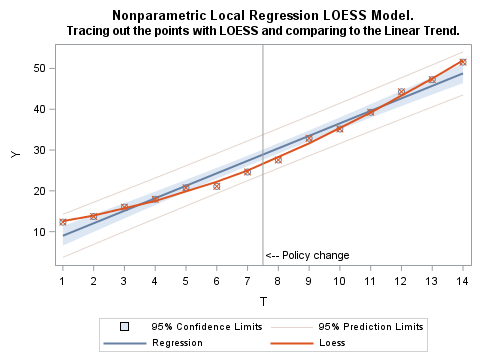 Nonparametric Local Regression LOESS Model.
Tracing out the points with LOESS and comparing to the Linear Trend.
50
40
30
20
10
Y
<-- Policy change
1 2 3 4 5 6 7 8 9 10 11 12 13 14
T
95% Confidence Limits 95% Prediction Limits
Regression Loess